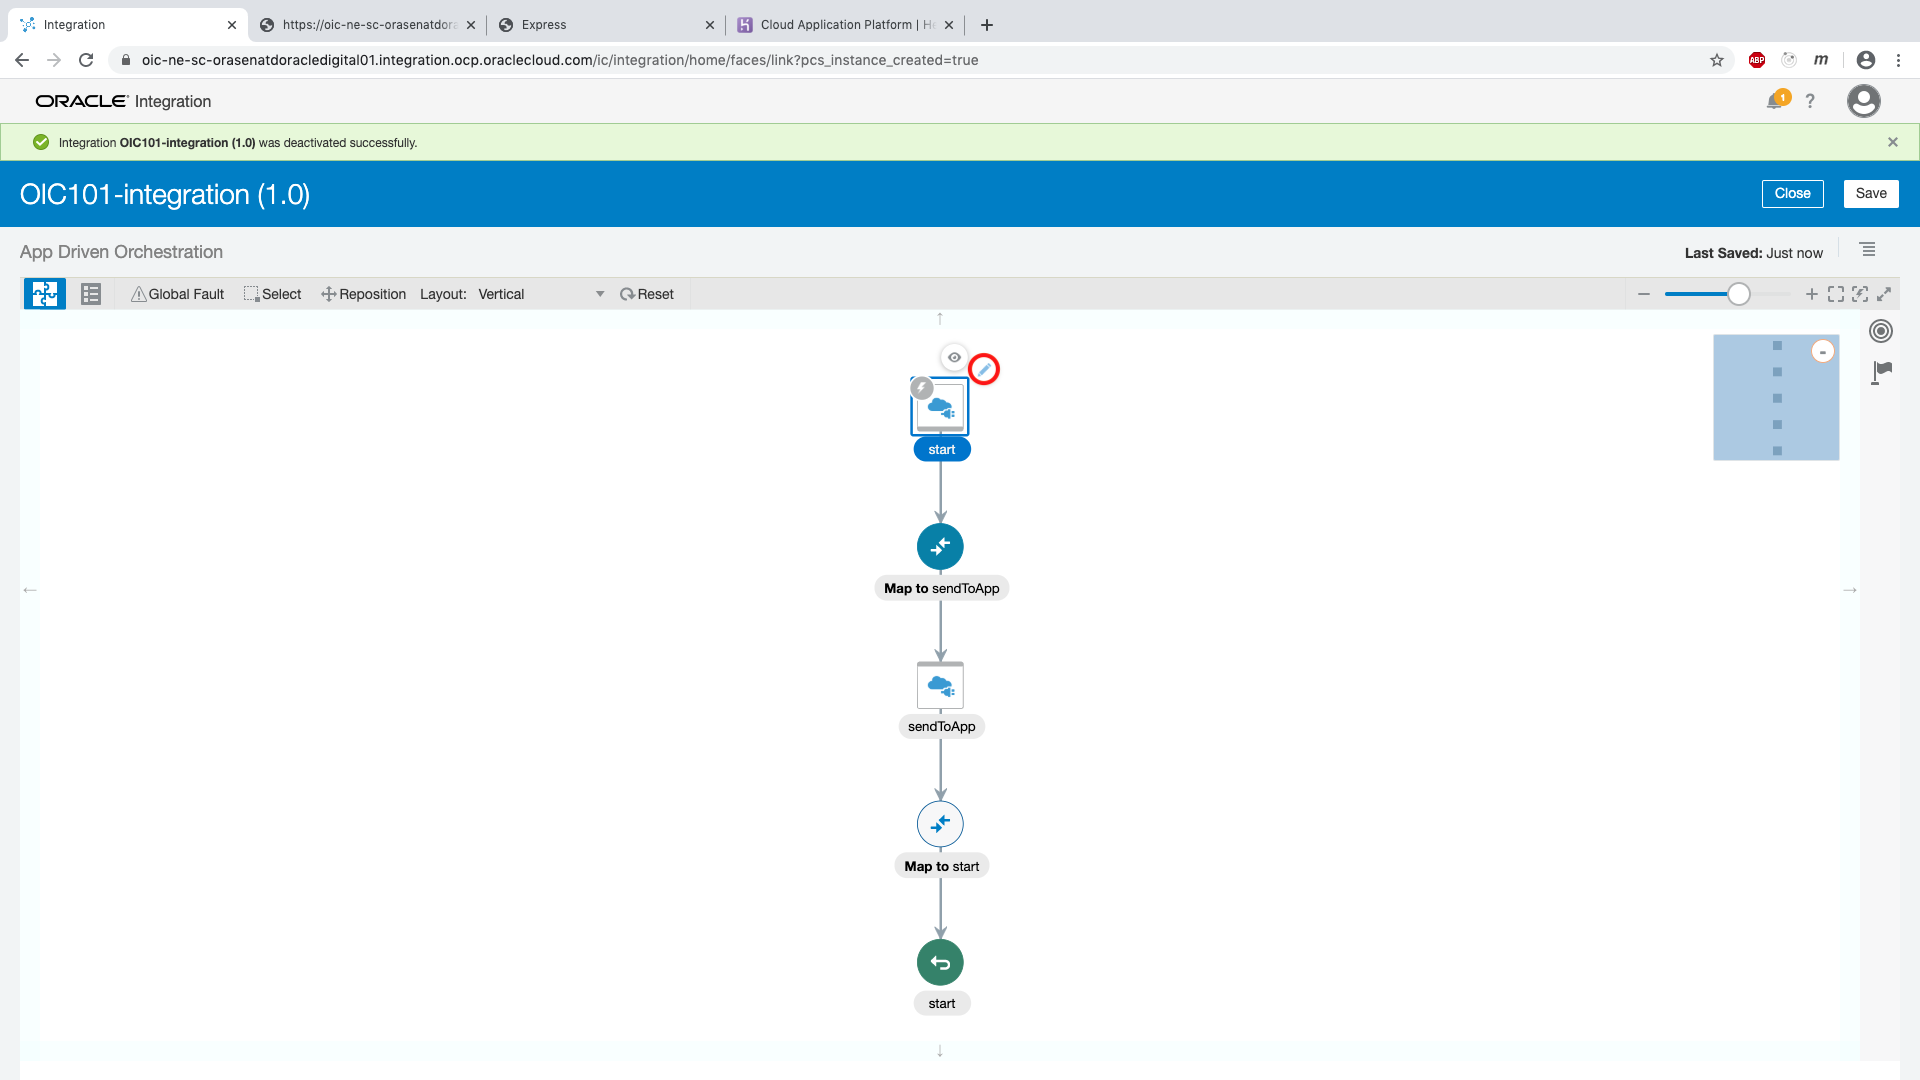 Integration
https://oic-ne-sc-orasenatdora
Express
Cloud Application Platform | He
oic-ne-sc-orasenatdoracledigital01.integration.ocp.oraclecloud.com/ic/integration/home/faces/link?pcs_instance_created=true
ABP
m
ORACLE Integration
1
?
Integration OIC101-integration (1.0) was deactivated successfully.
OIC101-integration (1.0)
Close
Save
App Driven Orchestration
Last Saved: Just now
Global Fault
Select
Reposition
Layout: Vertical
Reset
start
Map to sendToApp
sendToApp
Map to start
start